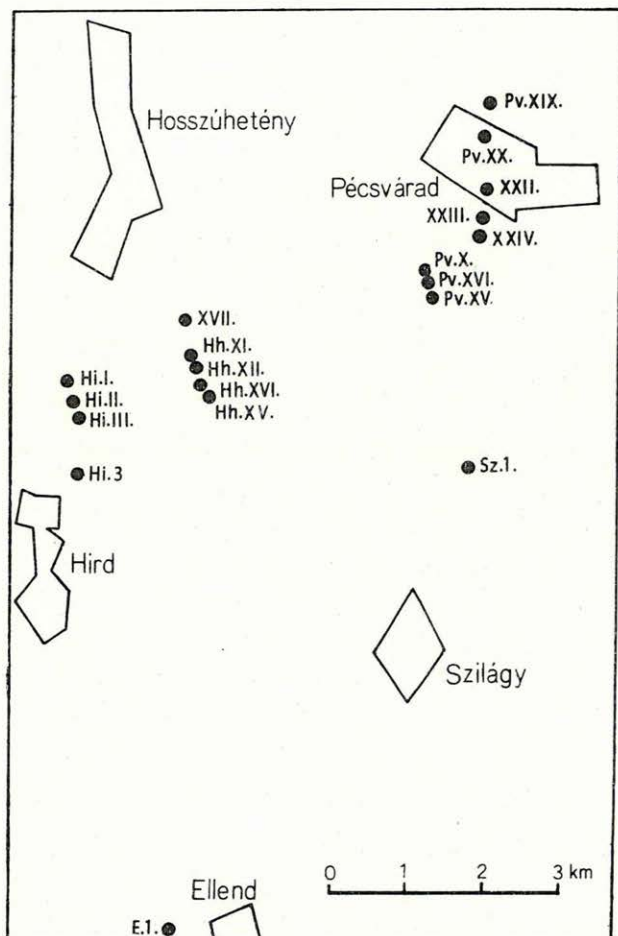 Hosszúhetény
Pv.XIX.
Pv.XX.
Pécsvárad
XXII.
XXIII.
XXIV.
Pv.X.
Pv.XVI.
Pv.XV.
XVII.
Hh.XI.
Hh.XII.
Hh.XVI.
Hh.XV.
Hi.I.
Hi.II.
Hi.III.
Hi.3
Sz.1.
Hird
Szilágy
0 1 2 3 km
Ellend
E.1.